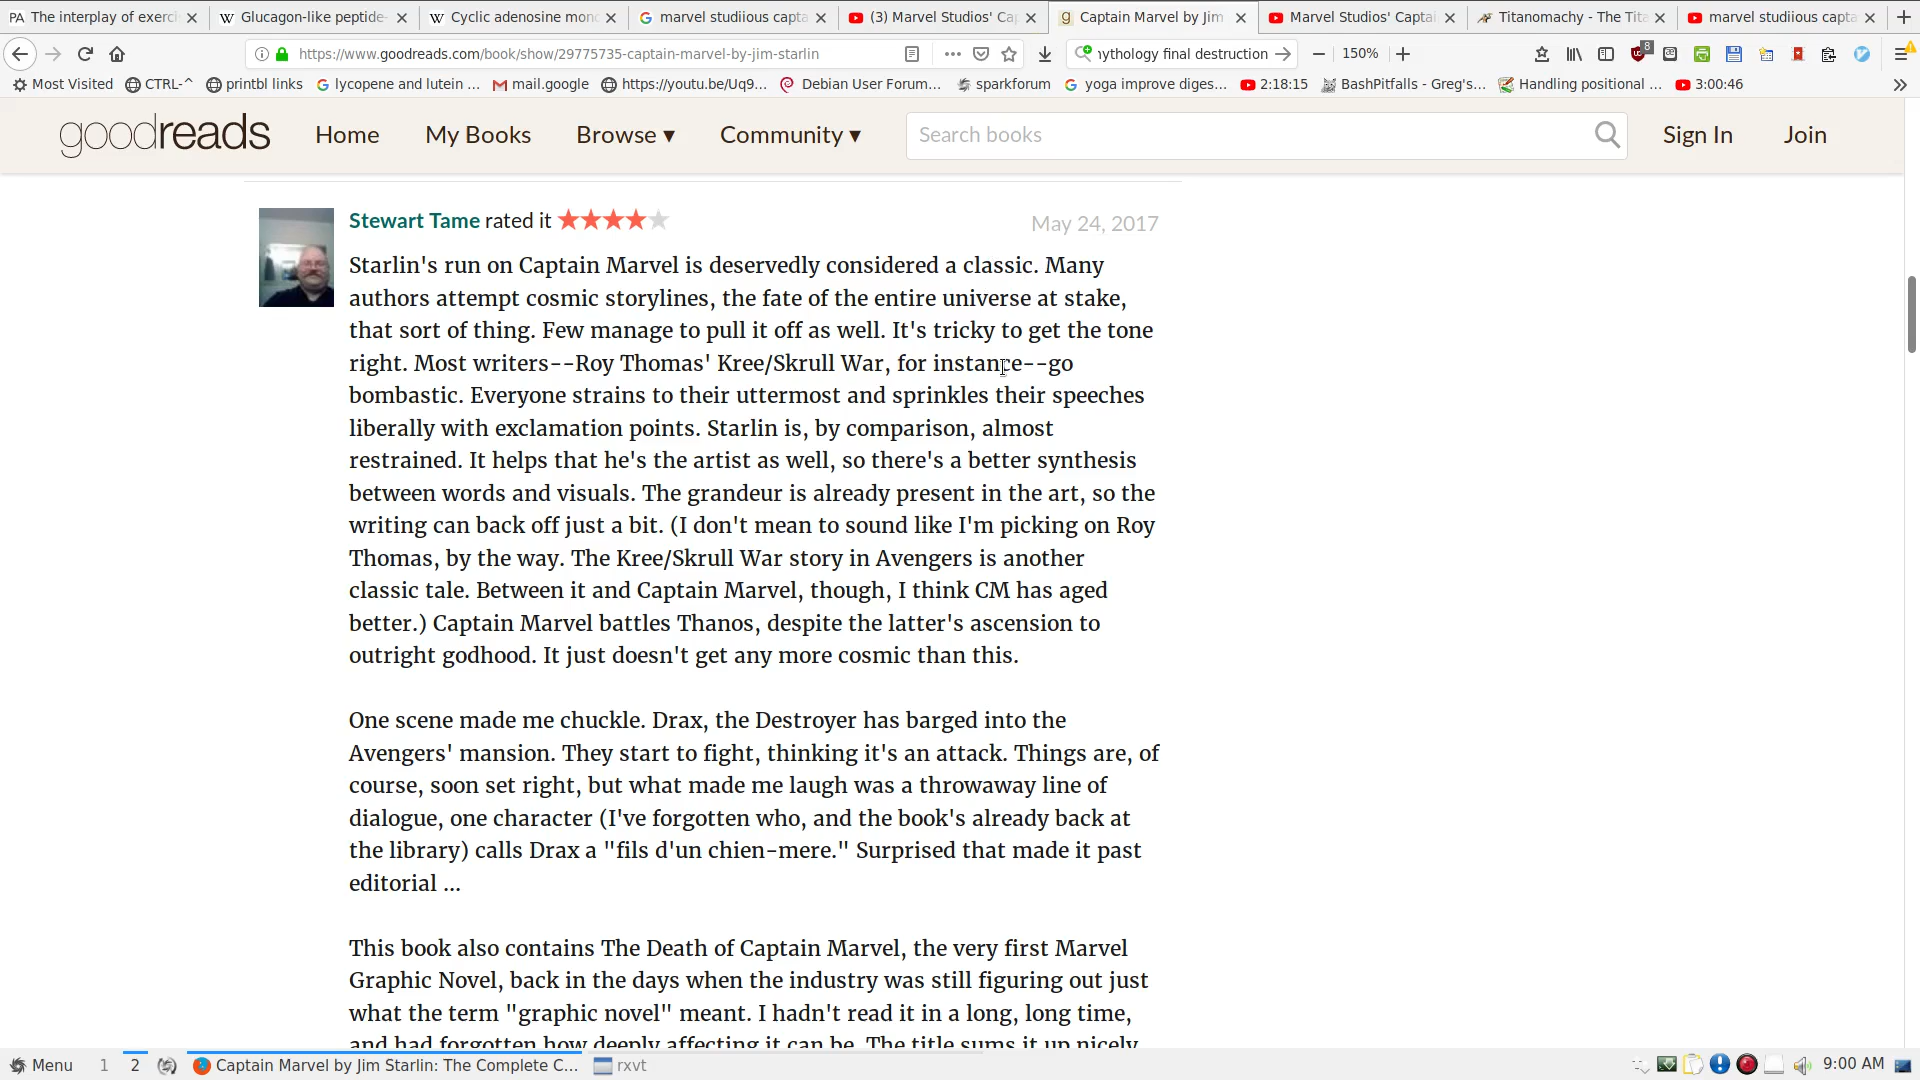 The interplay of exerci
Glucagon-like peptide-
Cyclic adenosine mono
marvel studiious capta
(3) Marvel Studios' Cap
Captain Marvel by Jim
Marvel Studios' Captai
Titanomachy - The Tita
marvel studiious capta
https://www.goodreads.com/book/show/29775735-captain-marvel-by-jim-starlin
ythology final destruction
150%
8
Most Visited
CTRL-^
printbl links
lycopene and lutein ...
mail.google
https://youtu.be/Uq9...
Debian User Forum...
sparkforum
yoga improve diges...
2:18:15
BashPitfalls - Greg's...
Handling positional ...
3:00:46
goodreads
Home
My Books
Browse ▾
Community ▾
Search books
Sign In
Join
Stewart Tame rated it
May 24, 2017
Starlin's run on Captain Marvel is deservedly considered a classic. Many
authors attempt cosmic storylines, the fate of the entire universe at stake,
that sort of thing. Few manage to pull it off as well. It's tricky to get the tone
right. Most writers--Roy Thomas' Kree/Skrull War, for instance--go
bombastic. Everyone strains to their uttermost and sprinkles their speeches
liberally with exclamation points. Starlin is, by comparison, almost
restrained. It helps that he's the artist as well, so there's a better synthesis
between words and visuals. The grandeur is already present in the art, so the
writing can back off just a bit. (I don't mean to sound like I'm picking on Roy
Thomas, by the way. The Kree/Skrull War story in Avengers is another
classic tale. Between it and Captain Marvel, though, I think CM has aged
better.) Captain Marvel battles Thanos, despite the latter's ascension to
outright godhood. It just doesn't get any more cosmic than this.
One scene made me chuckle. Drax, the Destroyer has barged into the
Avengers' mansion. They start to fight, thinking it's an attack. Things are, of
course, soon set right, but what made me laugh was a throwaway line of
dialogue, one character (I've forgotten who, and the book's already back at
the library) calls Drax a "fils d'un chien-mere." Surprised that made it past
editorial ...
This book also contains The Death of Captain Marvel, the very first Marvel
Graphic Novel, back in the days when the industry was still figuring out just
what the term "graphic novel" meant. I hadn't read it in a long, long time,
and had forgotten how deeply affecting it can be. The title sums it up nicely
Menu
1
2
Captain Marvel by Jim Starlin: The Complete C...
rxvt
9:00 AM